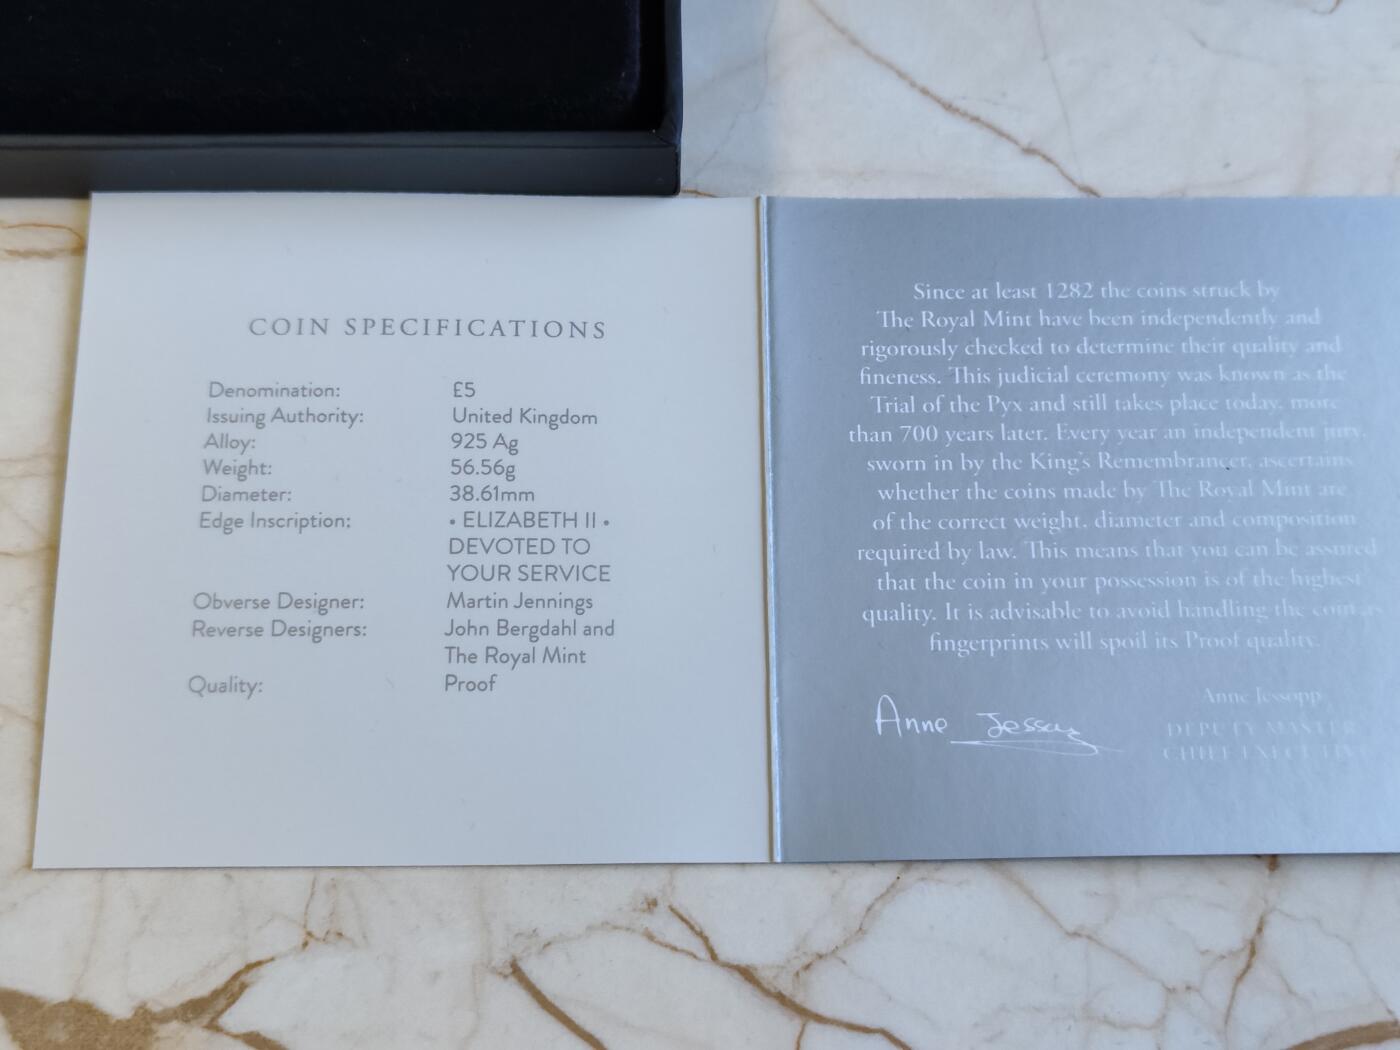 COIN SPECIFICATIONS
Denomination: £5
Issuing Authority: United Kingdom
Alloy: 925 Ag
Weight: 56.56g
Diameter: 38.61mm
Edge Inscription: • ELIZABETH II •
DEVOTED TO
YOUR SERVICE
Obverse Designer: Martin Jennings
Reverse Designers: John Bergdahl and
The Royal Mint
Quality: Proof
Since at least 1282 the coins struck by
The Royal Mint have been independently and
rigorously checked to determine their quality and
fineness. This judicial ceremony was known as the
Trial of the Pyx and still takes place today, more
than 700 years later. Every year an independent jury,
sworn in by the King's Remembrancer, ascertains
whether the coins made by The Royal Mint are
of the correct weight, diameter and composition
required by law. This means that you can be assured
that the coin in your possession is of the highest
quality. It is advisable to avoid handling the coin as
fingerprints will spoil its Proof quality.
Anne Jessopp
Anne Jessopp
DEPUTY MASTER
CHIEF EXECUTIVE